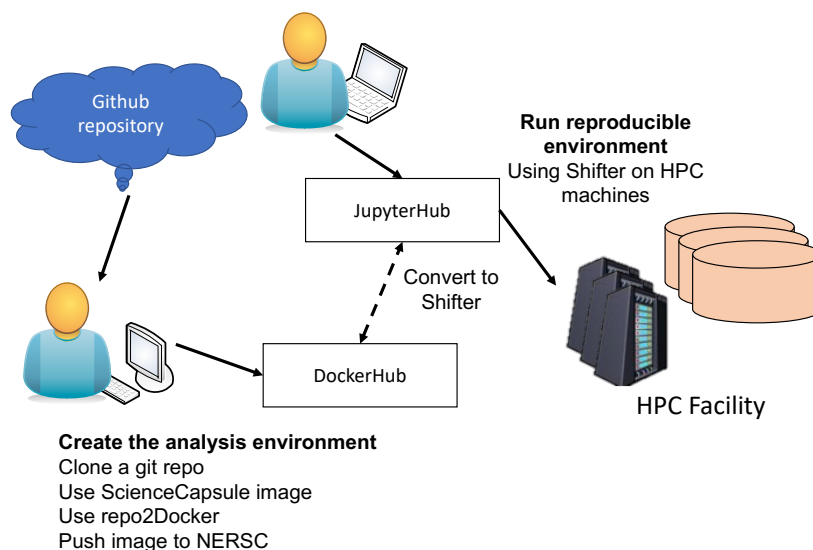 Github
repository
Run reproducible
environment
Using Shifter on HPC
machines
JupyterHub
Convert to
Shifter
DockerHub
HPC Facility
Create the analysis environment
Clone a git repo
Use ScienceCapsule image
Use repo2Docker
Push image to NERSC